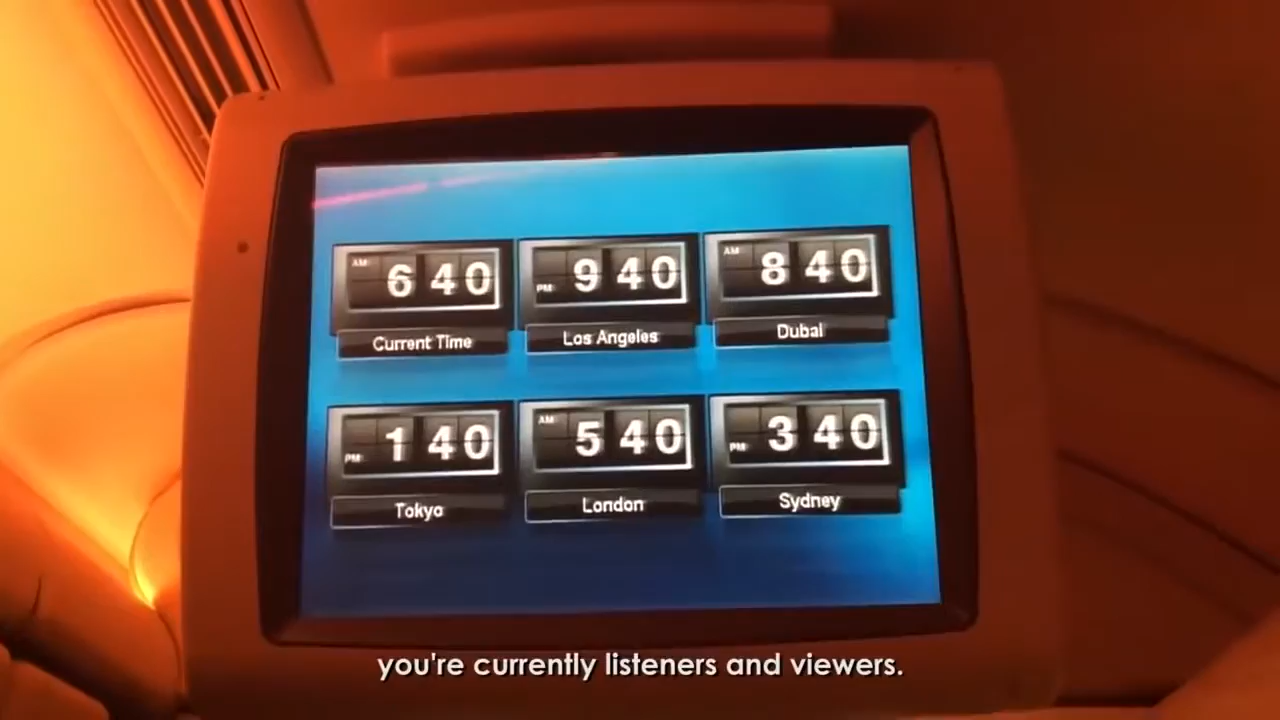 AM 6 40
PM 9 40
AM 8 40
Current Time
Los Angeles
Dubai
PM 1 40
AM 5 40
PM 3 40
Tokyo
London
Sydney
you're currently listeners and viewers.